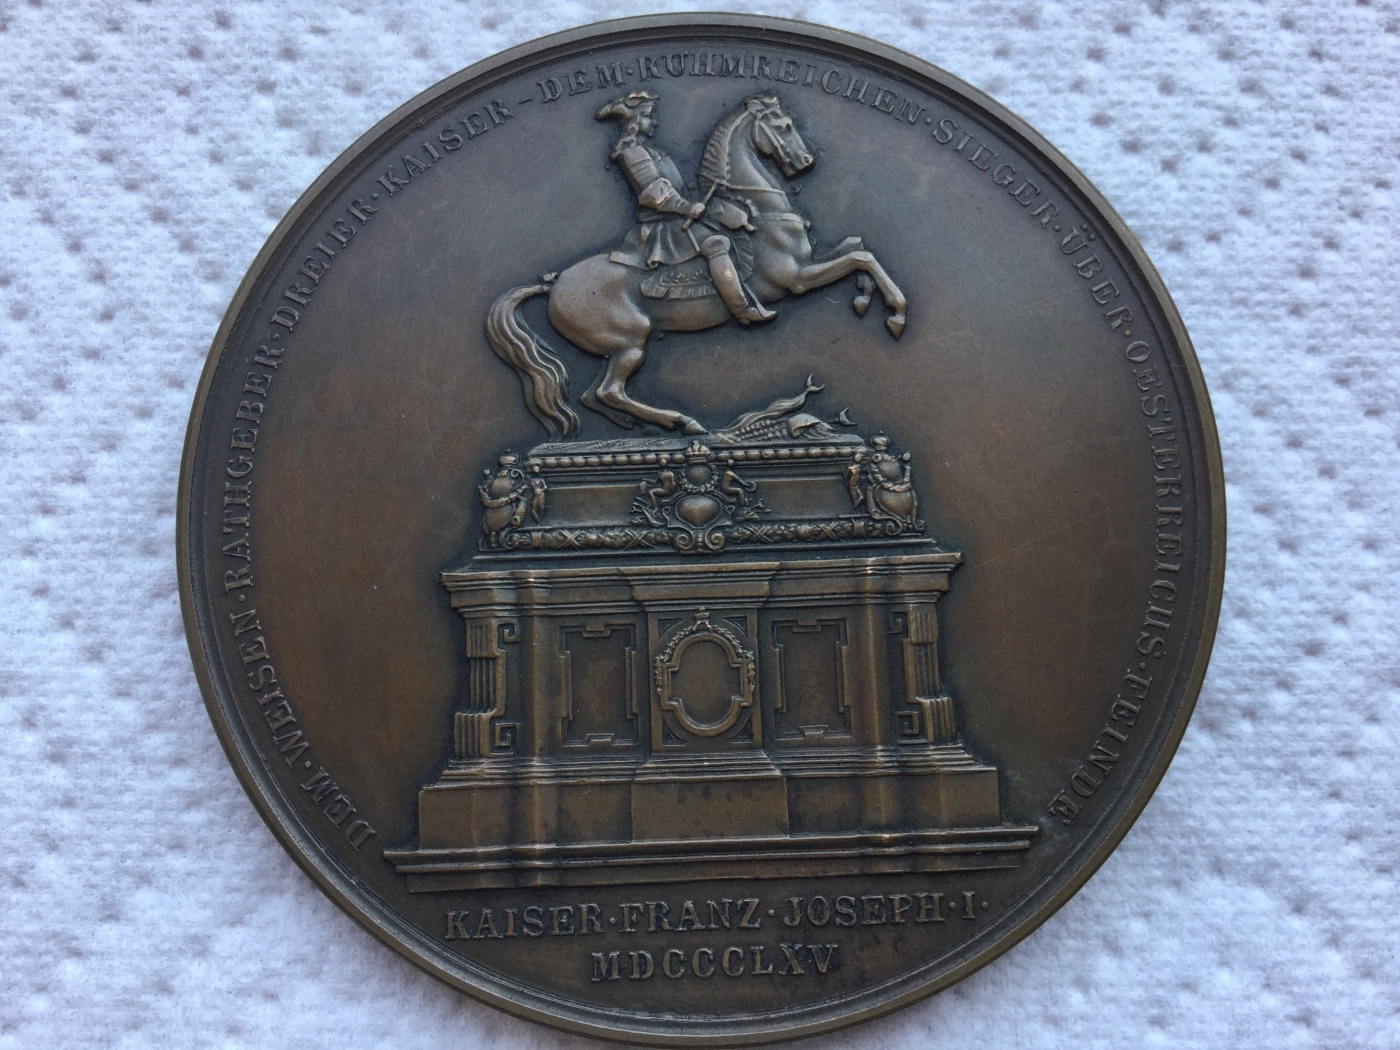 DEM·WEISEN·RATHGEBER·DREIER·KAISER–DEM·RUHMREICHEN·SIEGER·ÜBER·OESTERREICHS·FEINDE
KAISER·FRANZ·JOSEPH·I·
MDCCCLXV